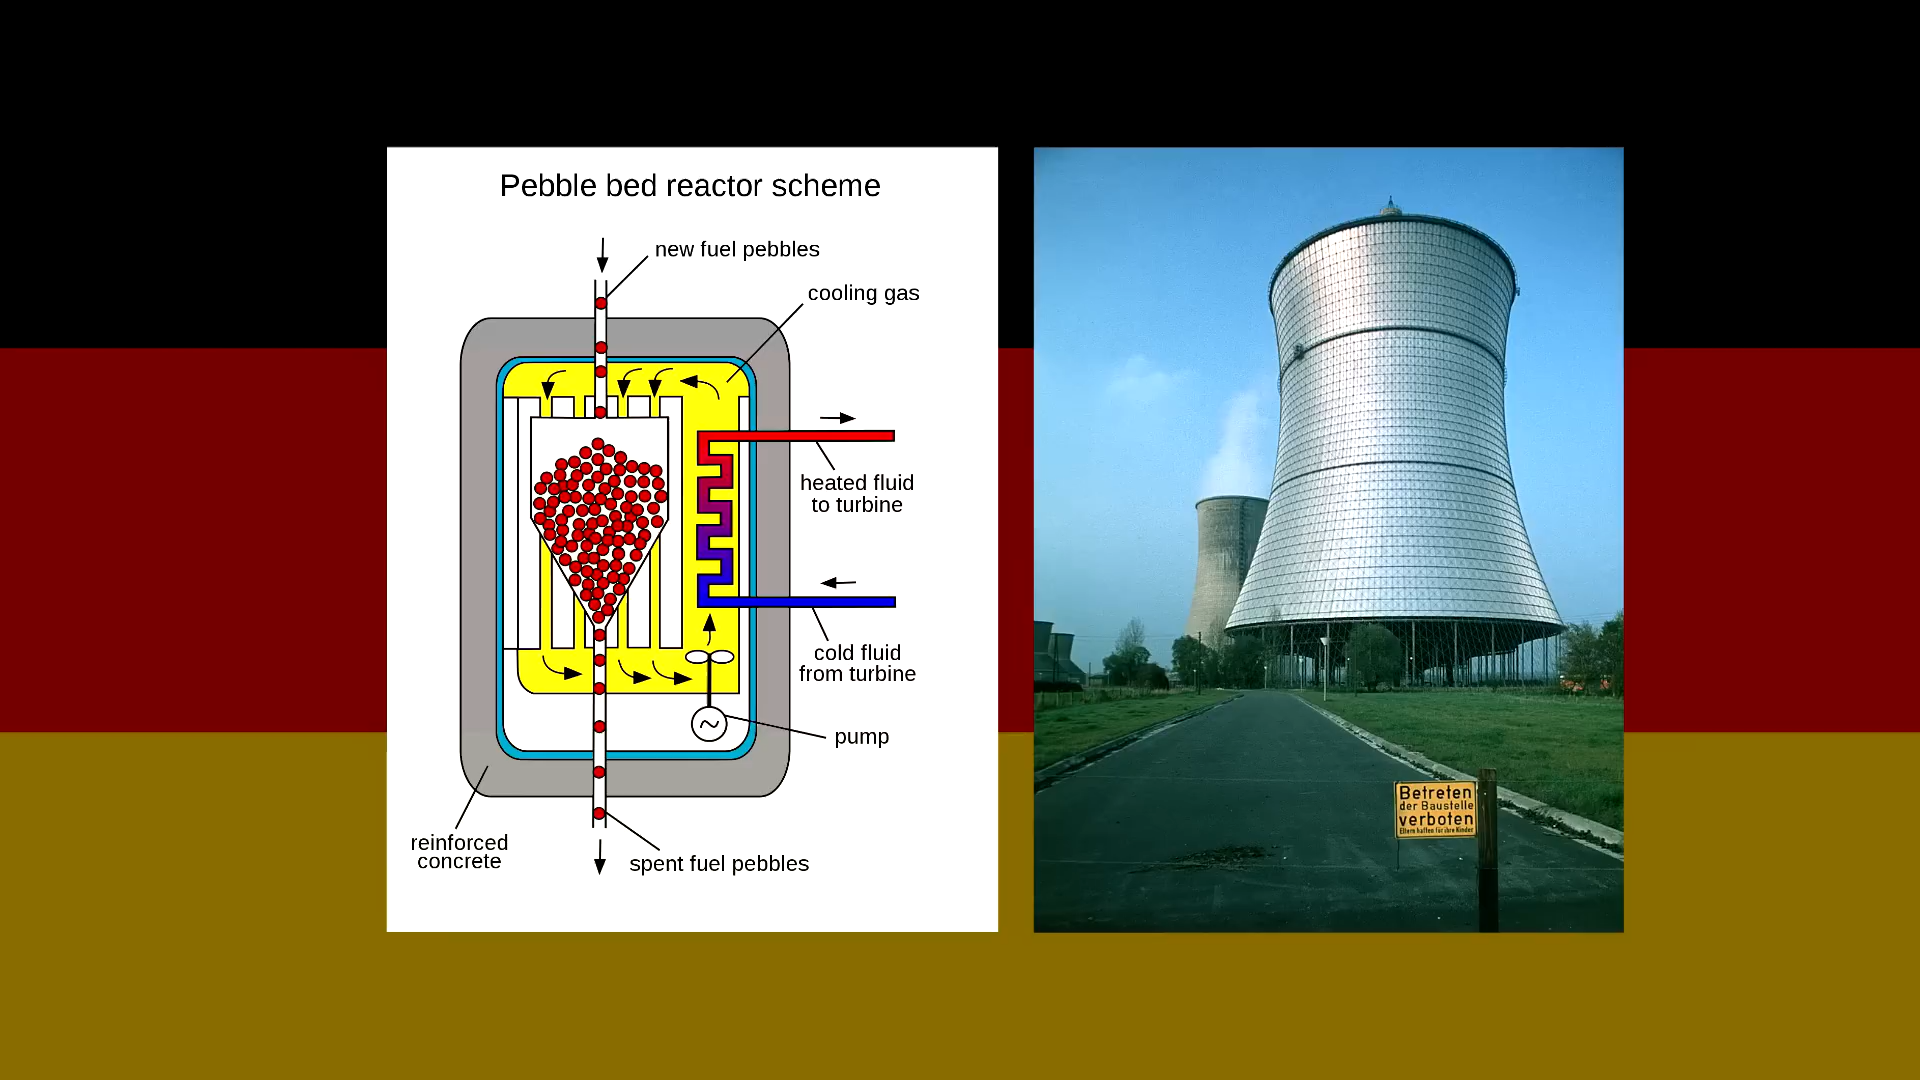 Pebble bed reactor scheme
new fuel pebbles
cooling gas
heated fluid
to turbine
cold fluid
from turbine
pump
reinforced
concrete
spent fuel pebbles
Betreten
der Baustelle
verboten
Eltern haften für ihre Kinder